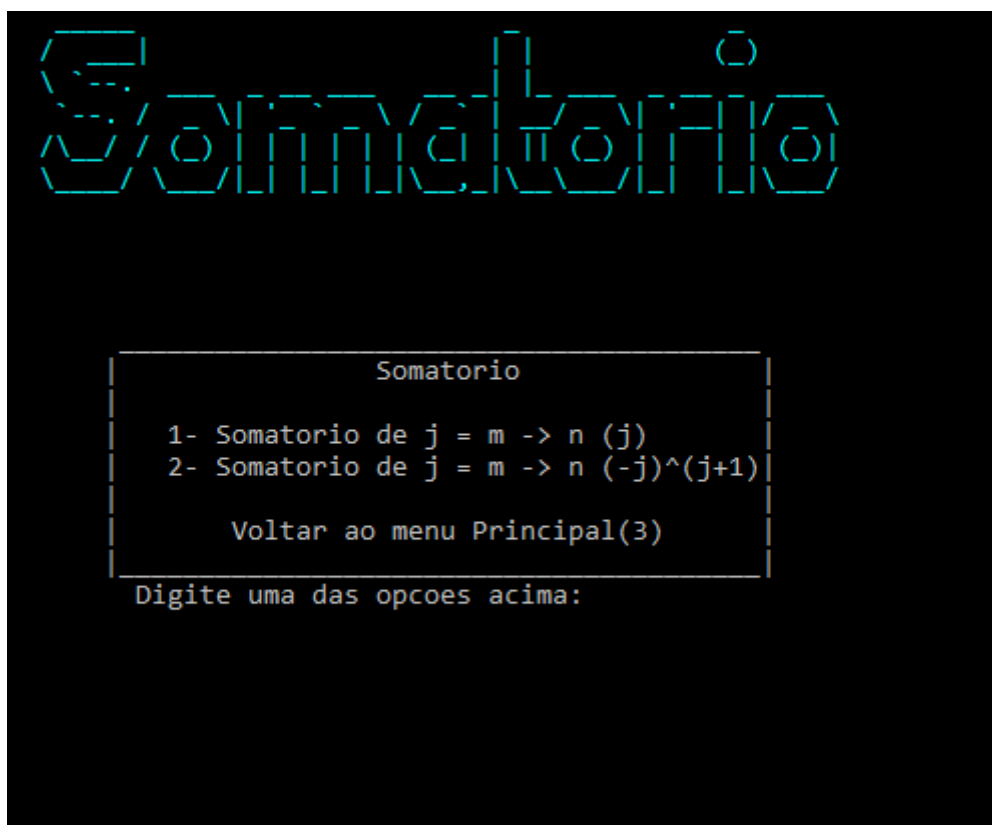 Somatorio
Somatorio
1- Somatorio de j = m -> n (j)
2- Somatorio de j = m -> n (-j)^(j+1)
Voltar ao menu Principal(3)
Digite uma das opcoes acima: